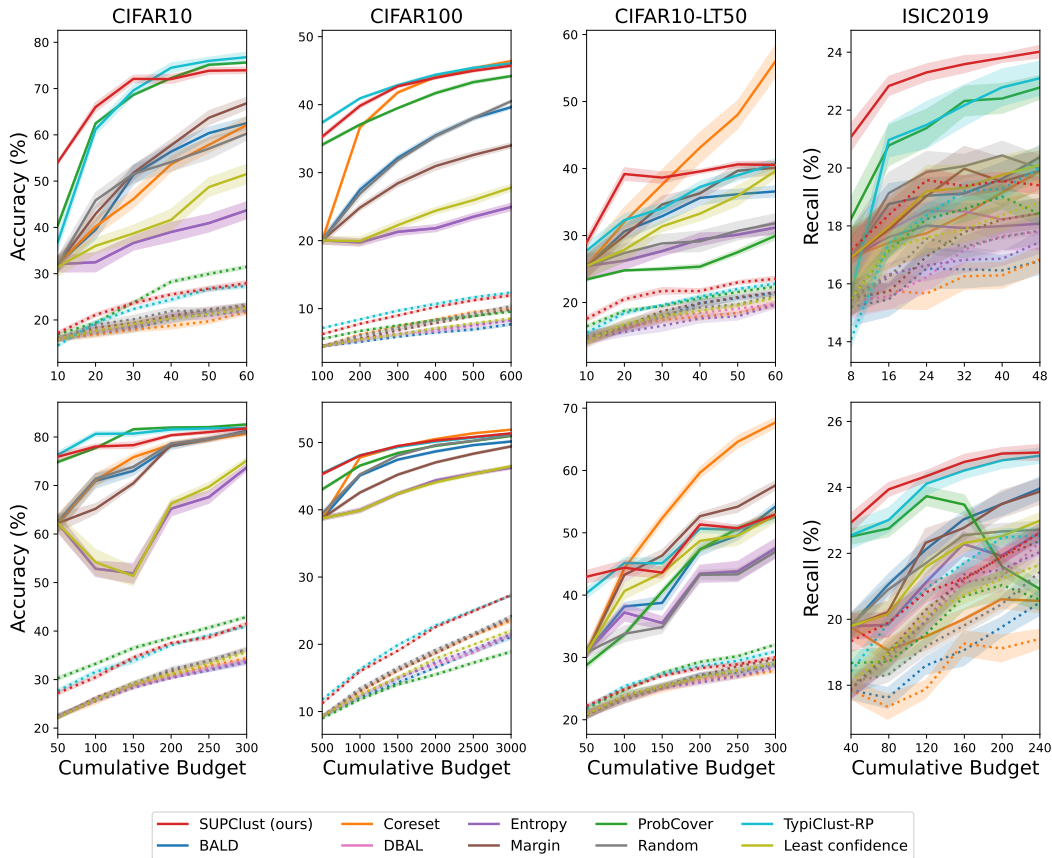 CIFAR10 CIFAR100 CIFAR10-LT50 ISIC2019
Accuracy (%)
80
70
60
50
40
30
20
10 20 30 40 50 60
50
40
30
20
10
100 200 300 400 500 600
60
50
40
30
20
10 20 30 40 50 60
Recall (%)
24
22
20
18
16
14
8 16 24 32 40 48
Accuracy (%)
80
70
60
50
40
30
20
50 100 150 200 250 300
Cumulative Budget
50
40
30
20
10
500 1000 1500 2000 2500 3000
Cumulative Budget
70
60
50
40
30
20
50 100 150 200 250 300
Cumulative Budget
Recall (%)
26
24
22
20
18
40 80 120 160 200 240
Cumulative Budget
SUPClust (ours) Coreset Entropy ProbCover TypiClust-RP
BALD DBAL Margin Random Least confidence